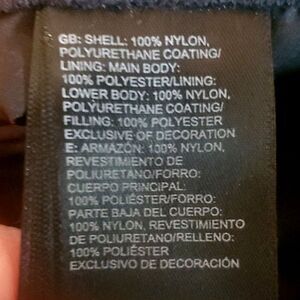 GB: SHELL: 100% NYLON,
POLYURETHANE COATING/
LINING: MAIN BODY:
100% POLYESTER/LINING:
LOWER BODY: 100% NYLON,
POLYURETHANE COATING/
FILLING: 100% POLYESTER
EXCLUSIVE OF DECORATION
E: ARMAZÓN: 100% NYLON,
REVESTIMIENTO DE
POLIURETANO/FORRO:
CUERPO PRINCIPAL:
100% POLIÉSTER/FORRO:
PARTE BAJA DEL CUERPO:
100% NYLON, REVESTIMIENTO
DE POLIURETANO/RELLENO:
100% POLIÉSTER
EXCLUSIVO DE DECORACIÓN